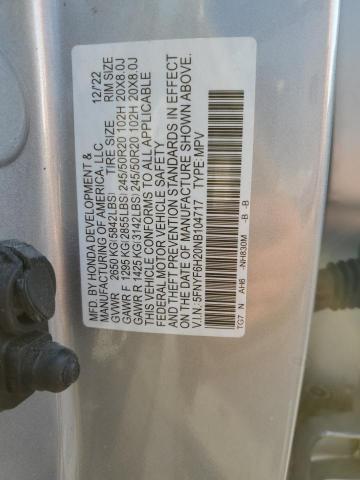 MFD. BY HONDA DEVELOPMENT & 12/'22
MANUFACTURING OF AMERICA, LLC.
GVWR 2650 KG(5842LBS) TIRE SIZE RIM SIZE
GAWR F 1295 KG(2855LBS) 245/50R20 102H 20X8.0J
GAWR R 1425 KG(3142LBS) 245/50R20 102H 20X8.0J
THIS VEHICLE CONFORMS TO ALL APPLICABLE
FEDERAL MOTOR VEHICLE SAFETY
AND THEFT PREVENTION STANDARDS IN EFFECT
ON THE DATE OF MANUFACTURE SHOWN ABOVE.
V.I.N. : 5FNYF6H20NB104717 TYPE: MPV
TG7 N AH6 -NH830M -B -B